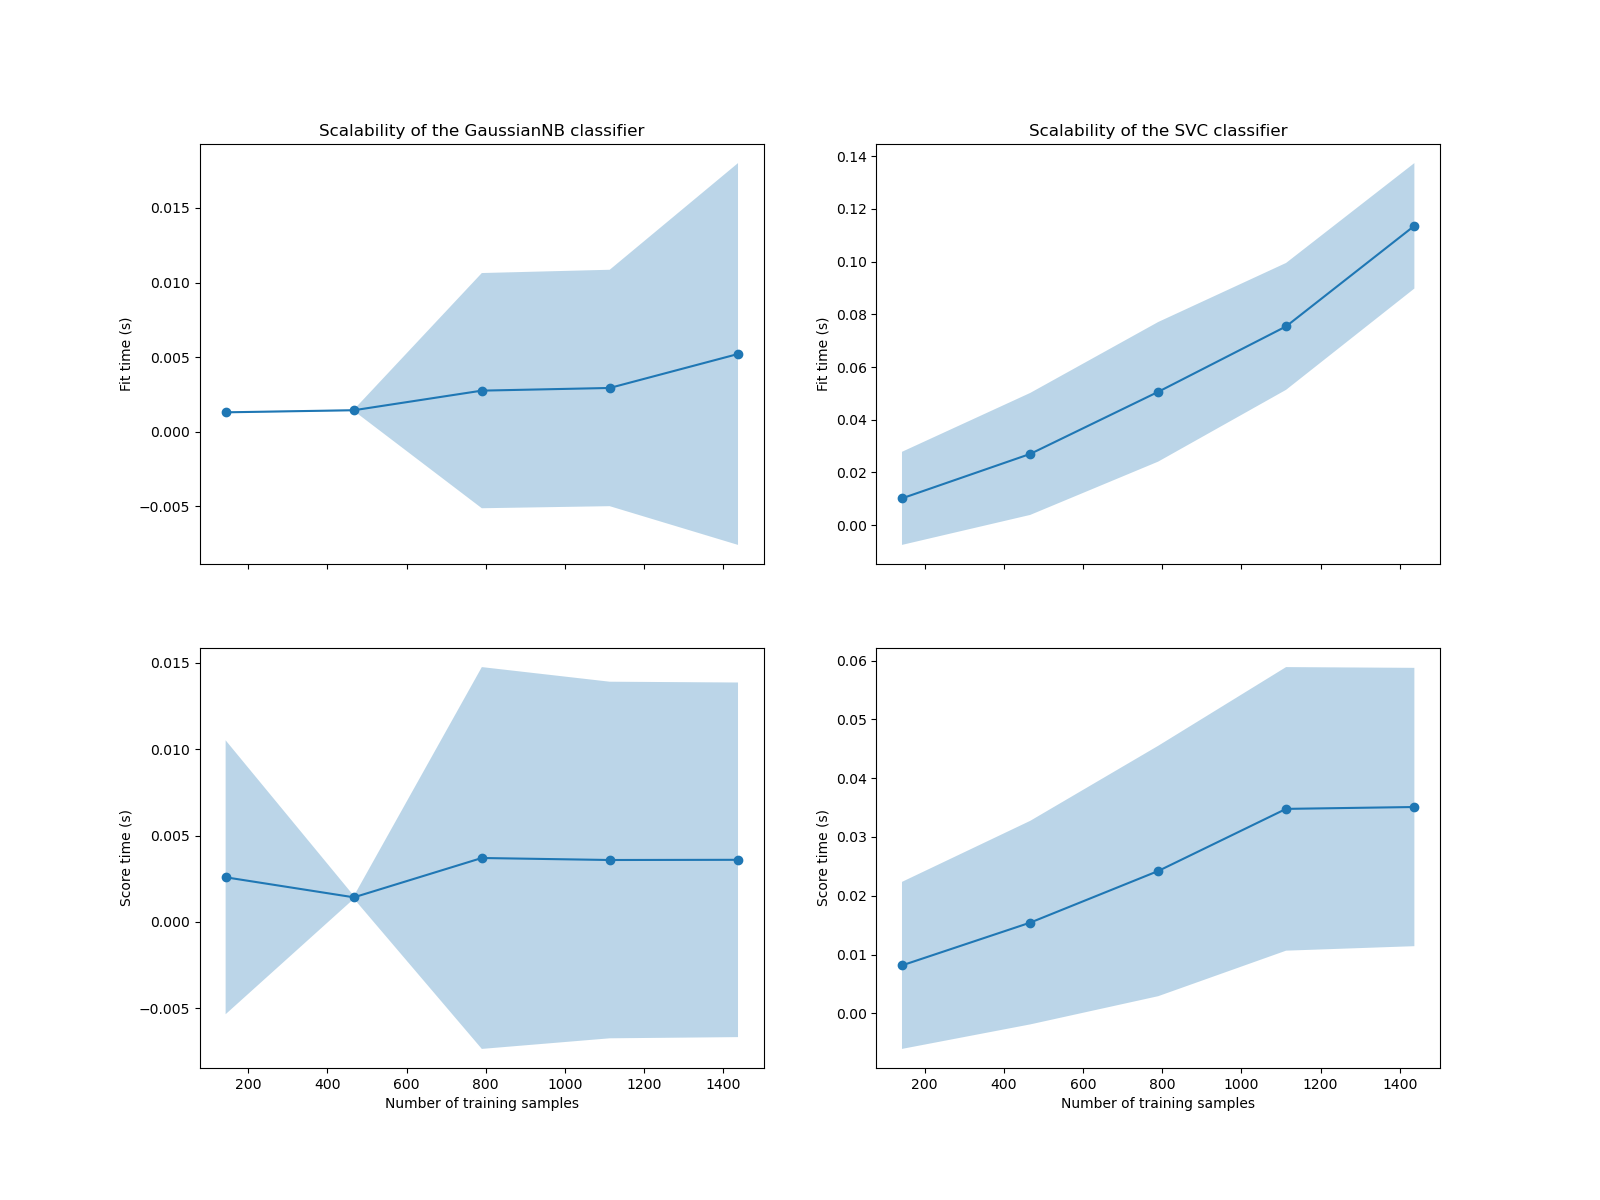 Scalability of the GaussianNB classifier
Fit time (s)
0.015
0.010
0.005
0.000
−0.005
Scalability of the SVC classifier
Fit time (s)
0.14
0.12
0.10
0.08
0.06
0.04
0.02
0.00
Score time (s)
0.015
0.010
0.005
0.000
−0.005
200 400 600 800 1000 1200 1400
Number of training samples
Score time (s)
0.06
0.05
0.04
0.03
0.02
0.01
0.00
200 400 600 800 1000 1200 1400
Number of training samples